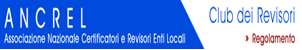 ANCREL
Associazione Nazionale Certificatori e Revisori Enti Locali
Club dei Revisori
» Regolamento